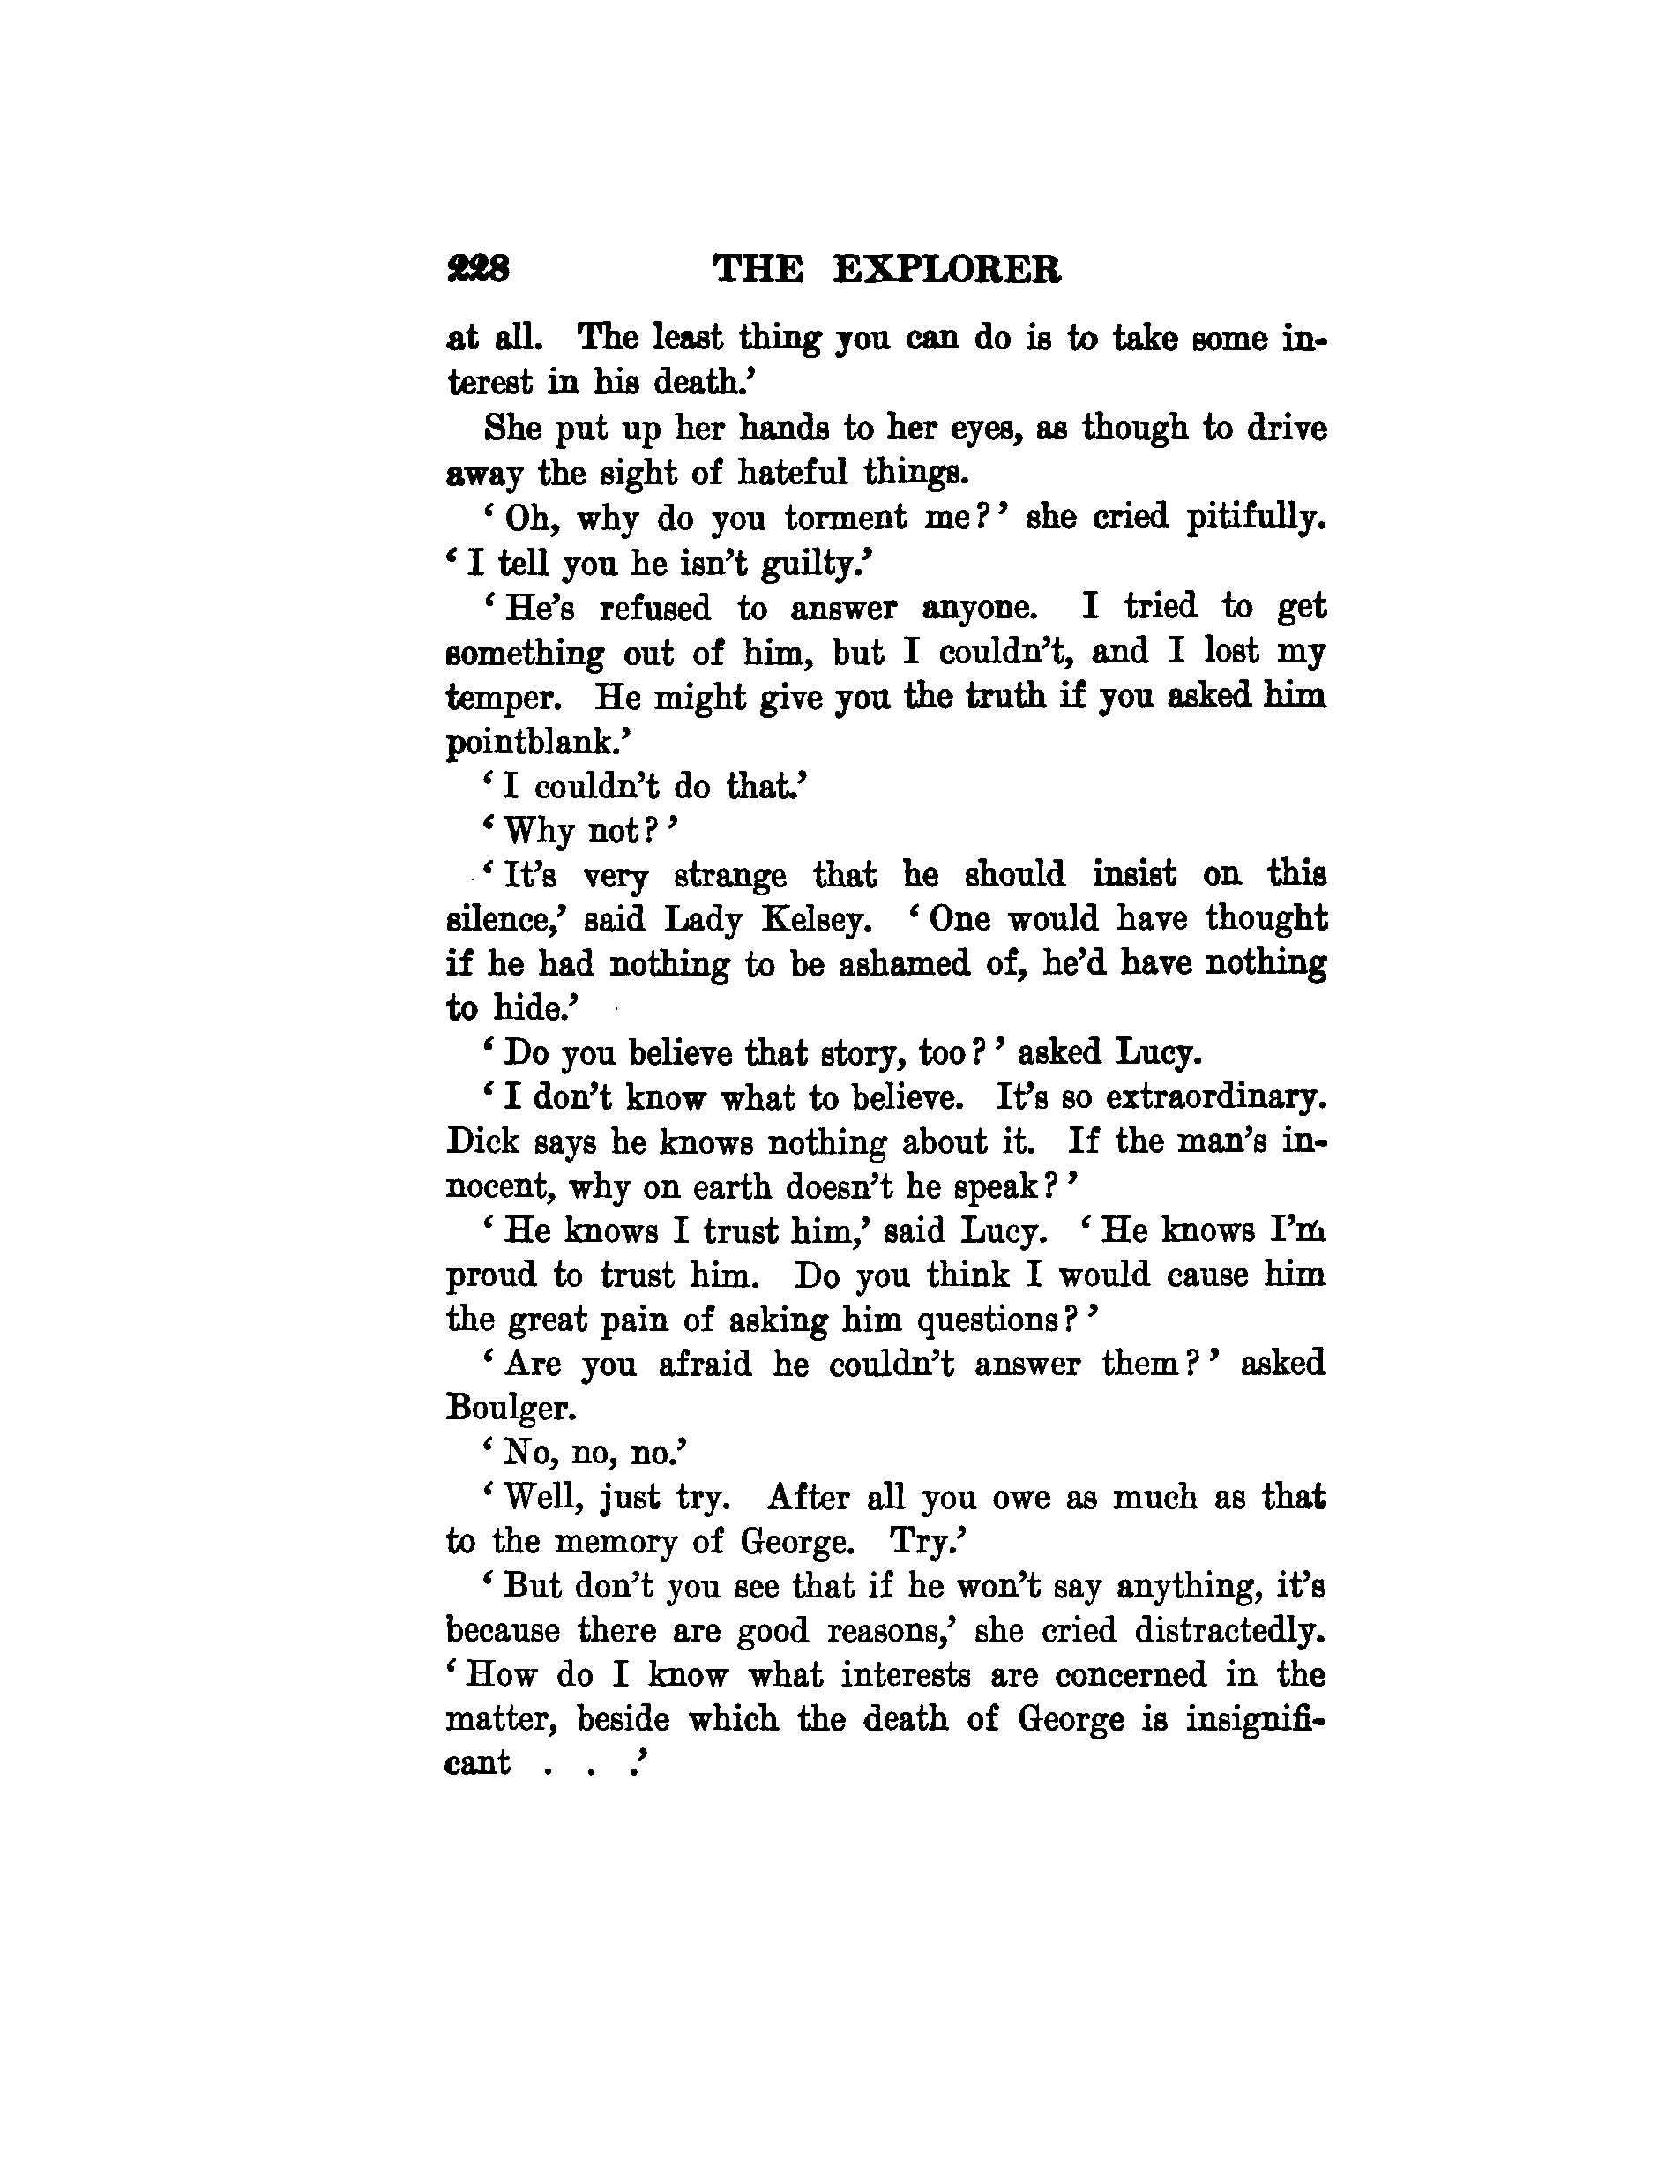 228 THE EXPLORER
at all. The least thing you can do is to take some in-
terest in his death.’
She put up her hands to her eyes, as though to drive
away the sight of hateful things.
‘Oh, why do you torment me?’ she cried pitifully.
‘I tell you he isn’t guilty.’
‘He’s refused to answer anyone. I tried to get
something out of him, but I couldn’t, and I lost my
temper. He might give you the truth if you asked him
pointblank.’
‘I couldn’t do that.’
‘Why not?’
‘It’s very strange that he should insist on this
silence,’ said Lady Kelsey. ‘One would have thought
if he had nothing to be ashamed of, he’d have nothing
to hide.’
‘Do you believe that story, too?’ asked Lucy.
‘I don’t know what to believe. It’s so extraordinary.
Dick says he knows nothing about it. If the man’s in-
nocent, why on earth doesn’t he speak?’
‘He knows I trust him,’ said Lucy. ‘He knows I’m
proud to trust him. Do you think I would cause him
the great pain of asking him questions?’
‘Are you afraid he couldn’t answer them?’ asked
Boulger.
‘No, no, no.’
‘Well, just try. After all you owe as much as that
to the memory of George. Try.’
‘But don’t you see that if he won’t say anything, it’s
because there are good reasons,’ she cried distractedly.
‘How do I know what interests are concerned in the
matter, beside which the death of George is insignifi-
cant . . .’